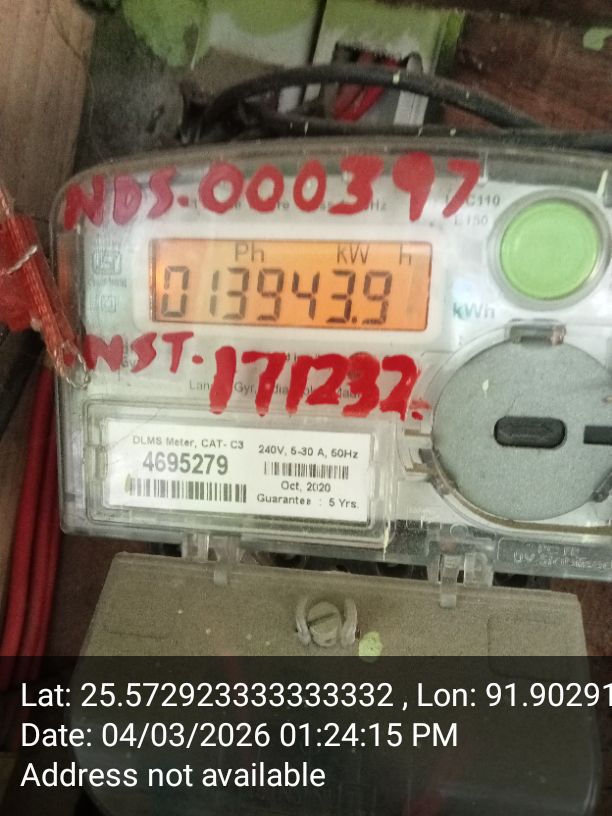 NDS-000397
C110
Ph kW h
013943.9
kWh
NST-171232
DLMS Meter, CAT- C3
4695279
240V, 5-30 A, 50Hz
Oct, 2020
Guarantee : 5 Yrs.
Lat: 25.572923333333332 , Lon: 91.90291
Date: 04/03/2026 01:24:15 PM
Address not available